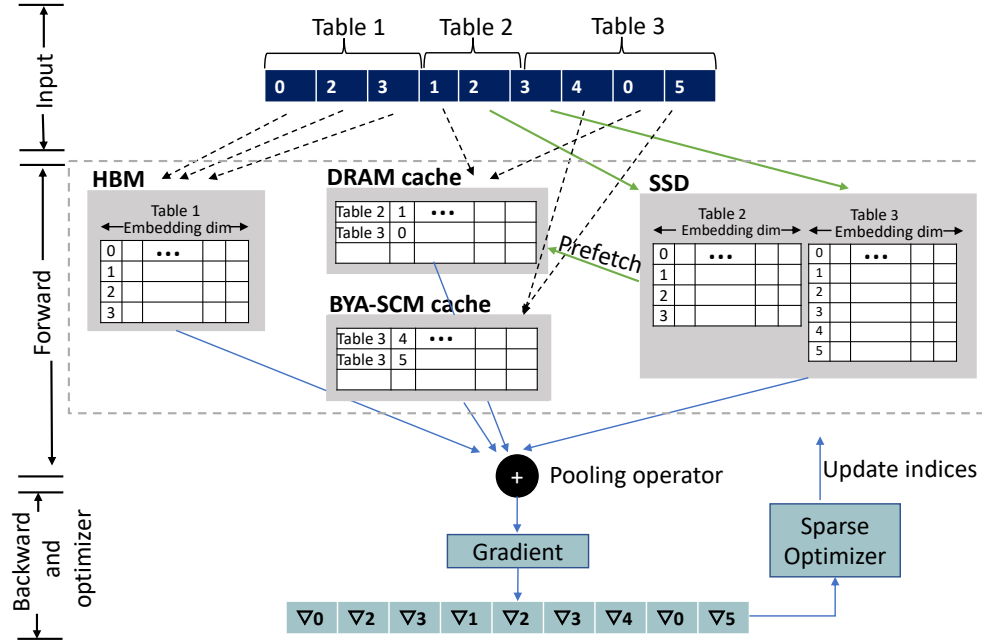 Table 1 Table 2 Table 3
Input
0 2 3 1 2 3 4 0 5
Forward
HBM
Table 1
Embedding dim
0 •••
1
2
3
DRAM cache
Table 2 1 •••
Table 3 0
Prefetch
BYA-SCM cache
Table 3 4 •••
Table 3 5
SSD
Table 2
Embedding dim
0 •••
1
2
3
Table 3
Embedding dim
0 •••
1
2
3
4
5
+
Pooling operator
Update indices
Backward
and
optimizer
Gradient
Sparse
Optimizer
∇0 ∇2 ∇3 ∇1 ∇2 ∇3 ∇4 ∇0 ∇5